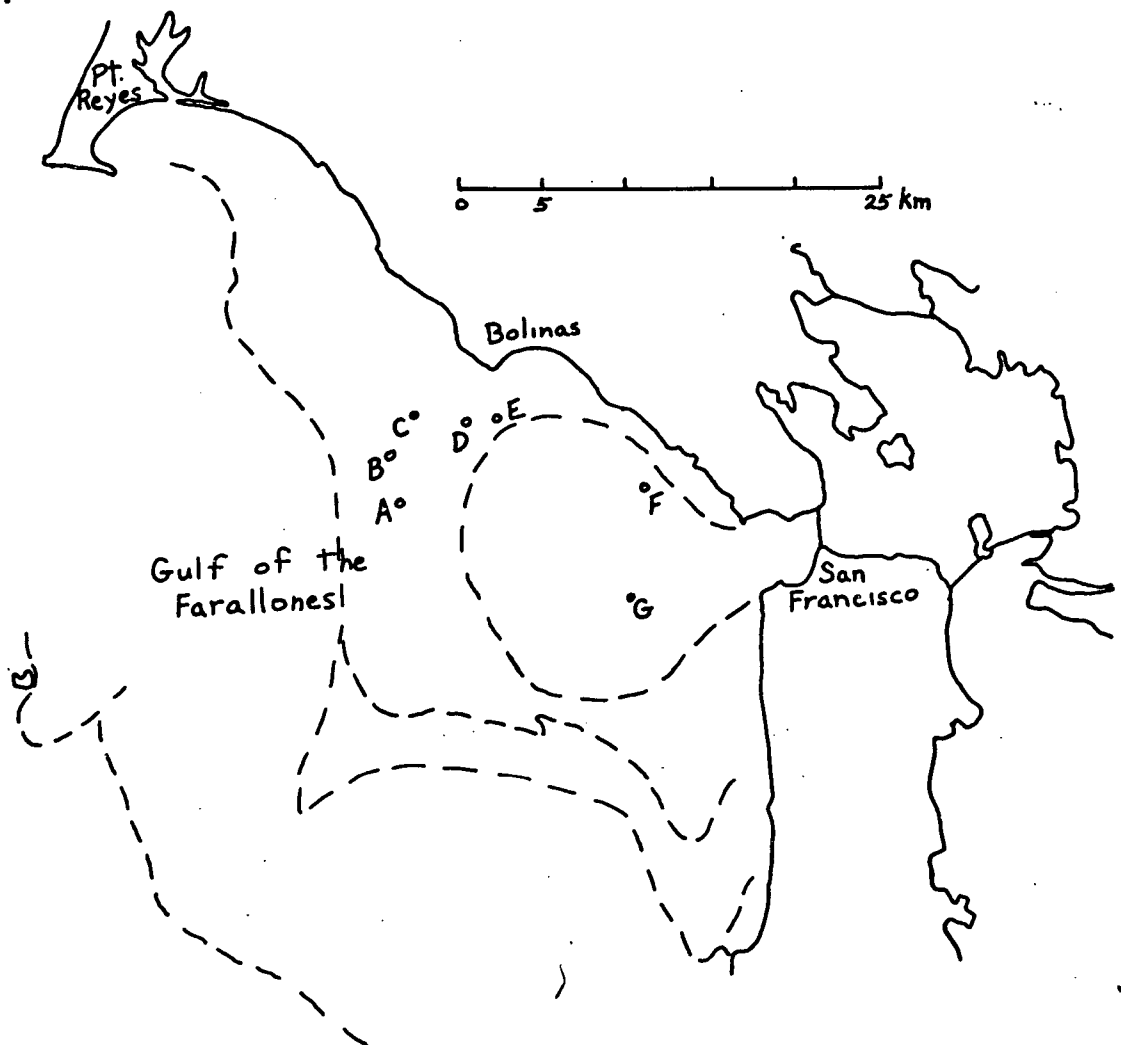 Pt.
Reyes
0 5 25 km
Bolinas
C
E
D
B
A
F
Gulf of the
Farallones
San
Francisco
G